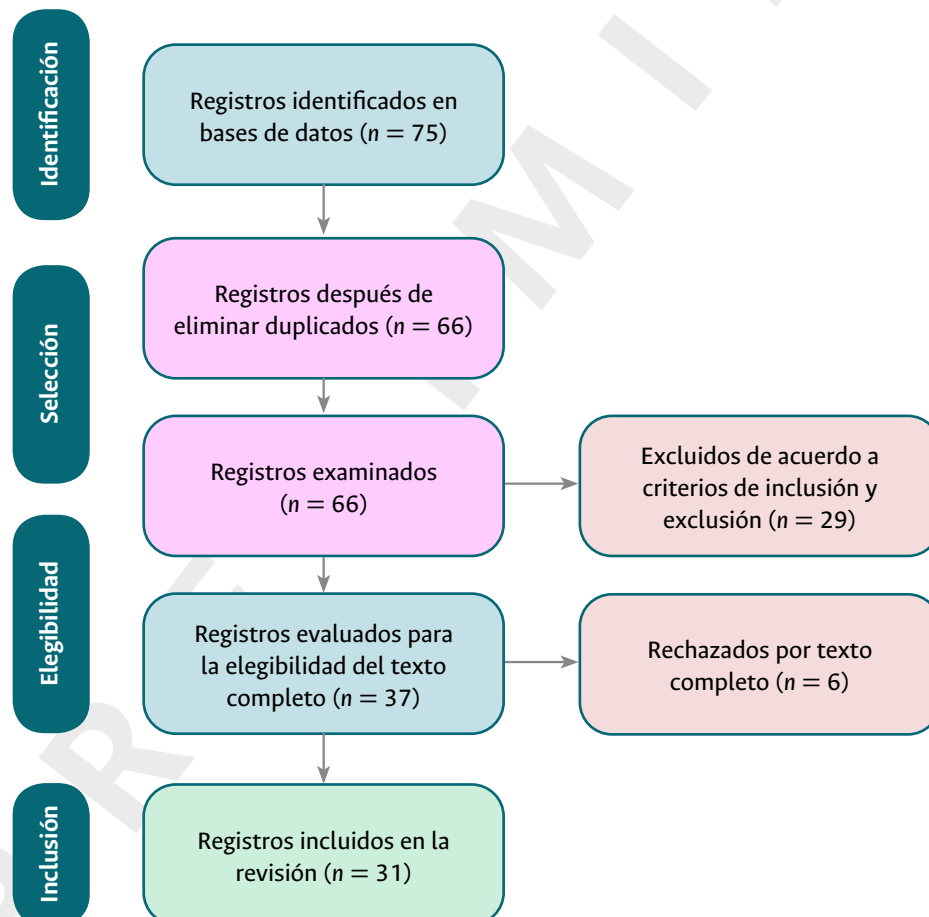 Identificación
Registros identificados en
bases de datos (n = 75)
Selección
Registros después de
eliminar duplicados (n = 66)
Registros examinados
(n = 66)
Excluidos de acuerdo a
criterios de inclusión y
exclusión (n = 29)
Elegibilidad
Registros evaluados para
la elegibilidad del texto
completo (n = 37)
Rechazados por texto
completo (n = 6)
Inclusión
Registros incluidos en la
revisión (n = 31)